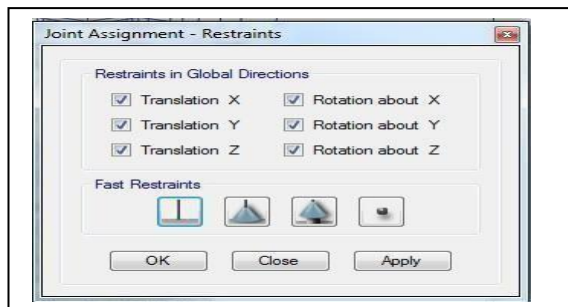 Joint Assignment - Restraints
Restraints in Global Directions
Translation X Rotation about X
Translation Y Rotation about Y
Translation Z Rotation about Z
Fast Restraints
OK Close Apply